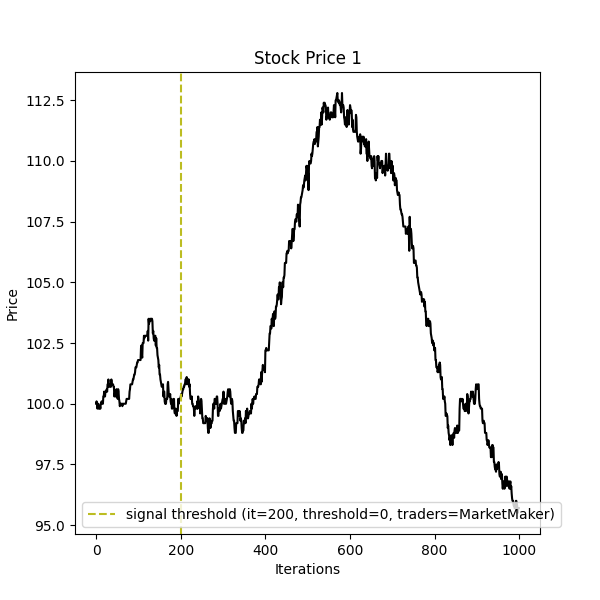 Stock Price 1
112.5
110.0
107.5
105.0
102.5
100.0
97.5
95.0
Price
signal threshold (it=200, threshold=0, traders=MarketMaker)
0 200 400 600 800 1000
Iterations